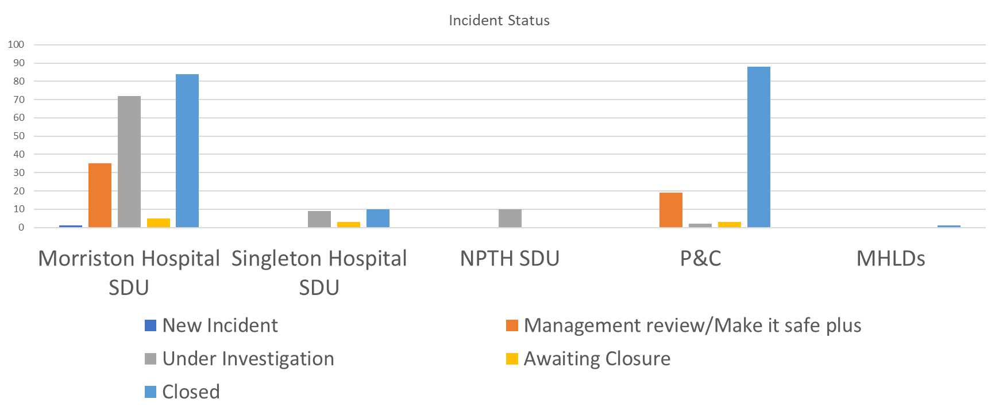 Incident Status
100
90
80
70
60
50
40
30
20
10
0
Morriston Hospital SDU
Singleton Hospital SDU
NPTH SDU
P&C
MHLDs
New Incident
Management review/Make it safe plus
Under Investigation
Awaiting Closure
Closed